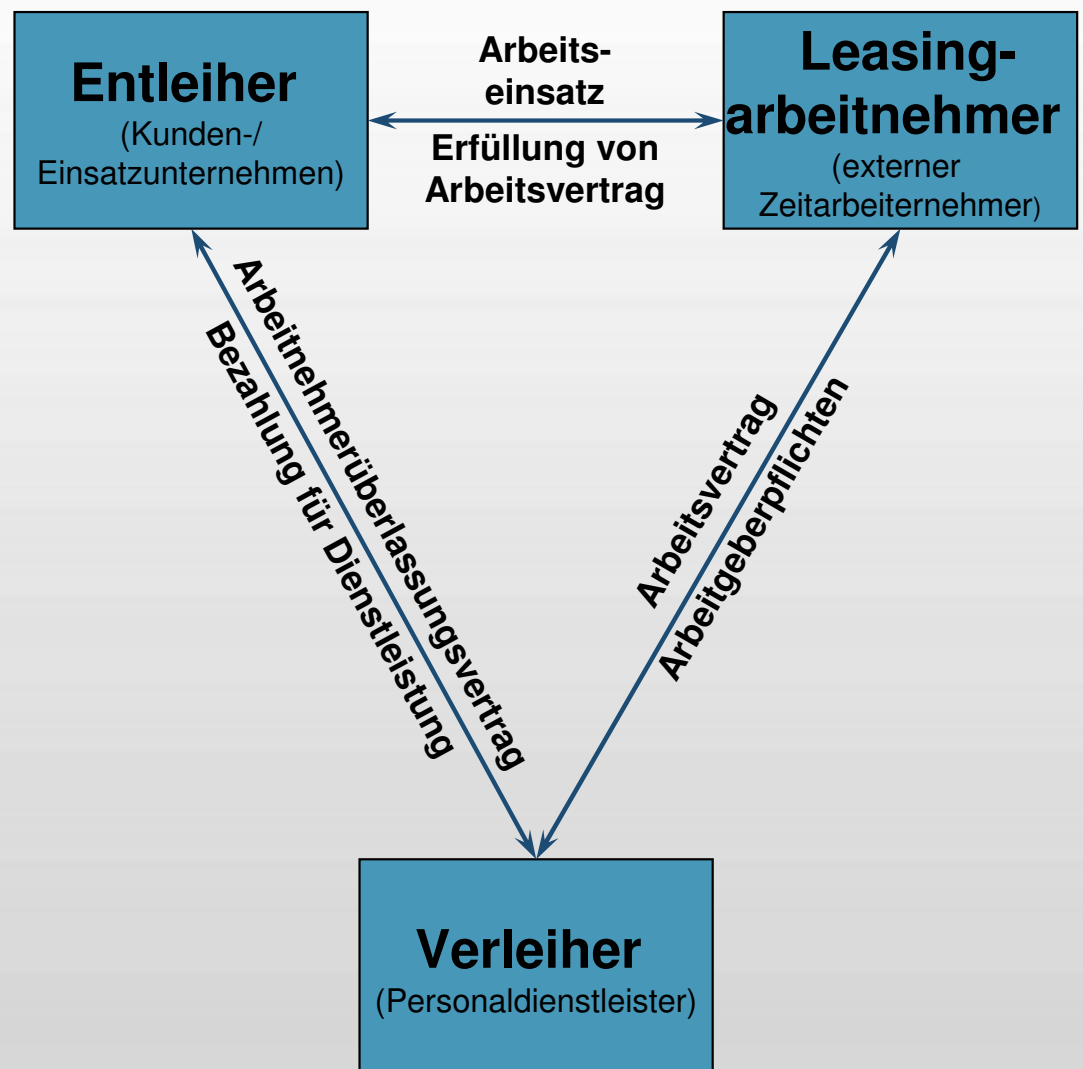 Entleiher
(Kunden-/
Einsatzunternehmen)
Arbeits-
einsatz
Erfüllung von
Arbeitsvertrag
Leasing-
arbeitnehmer
(externer
Zeitarbeiternehmer)
Arbeitnehmerüberlassungsvertrag
Bezahlung für Dienstleistung
Arbeitsvertrag
Arbeitgeberpflichten
Verleiher
(Personaldienstleister)